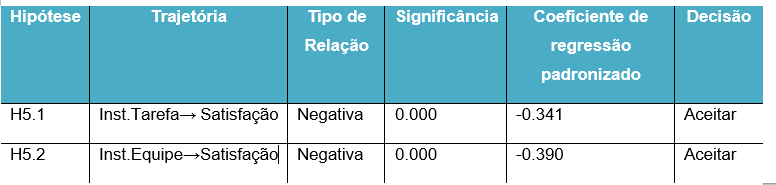 Hipótese Trajetória Tipo de Relação Significância Coeficiente de regressão padronizado Decisão
H5.1 Inst.Tarefa→ Satisfação Negativa 0.000 -0.341 Aceitar
H5.2 Inst.Equipe→Satisfação Negativa 0.000 -0.390 Aceitar